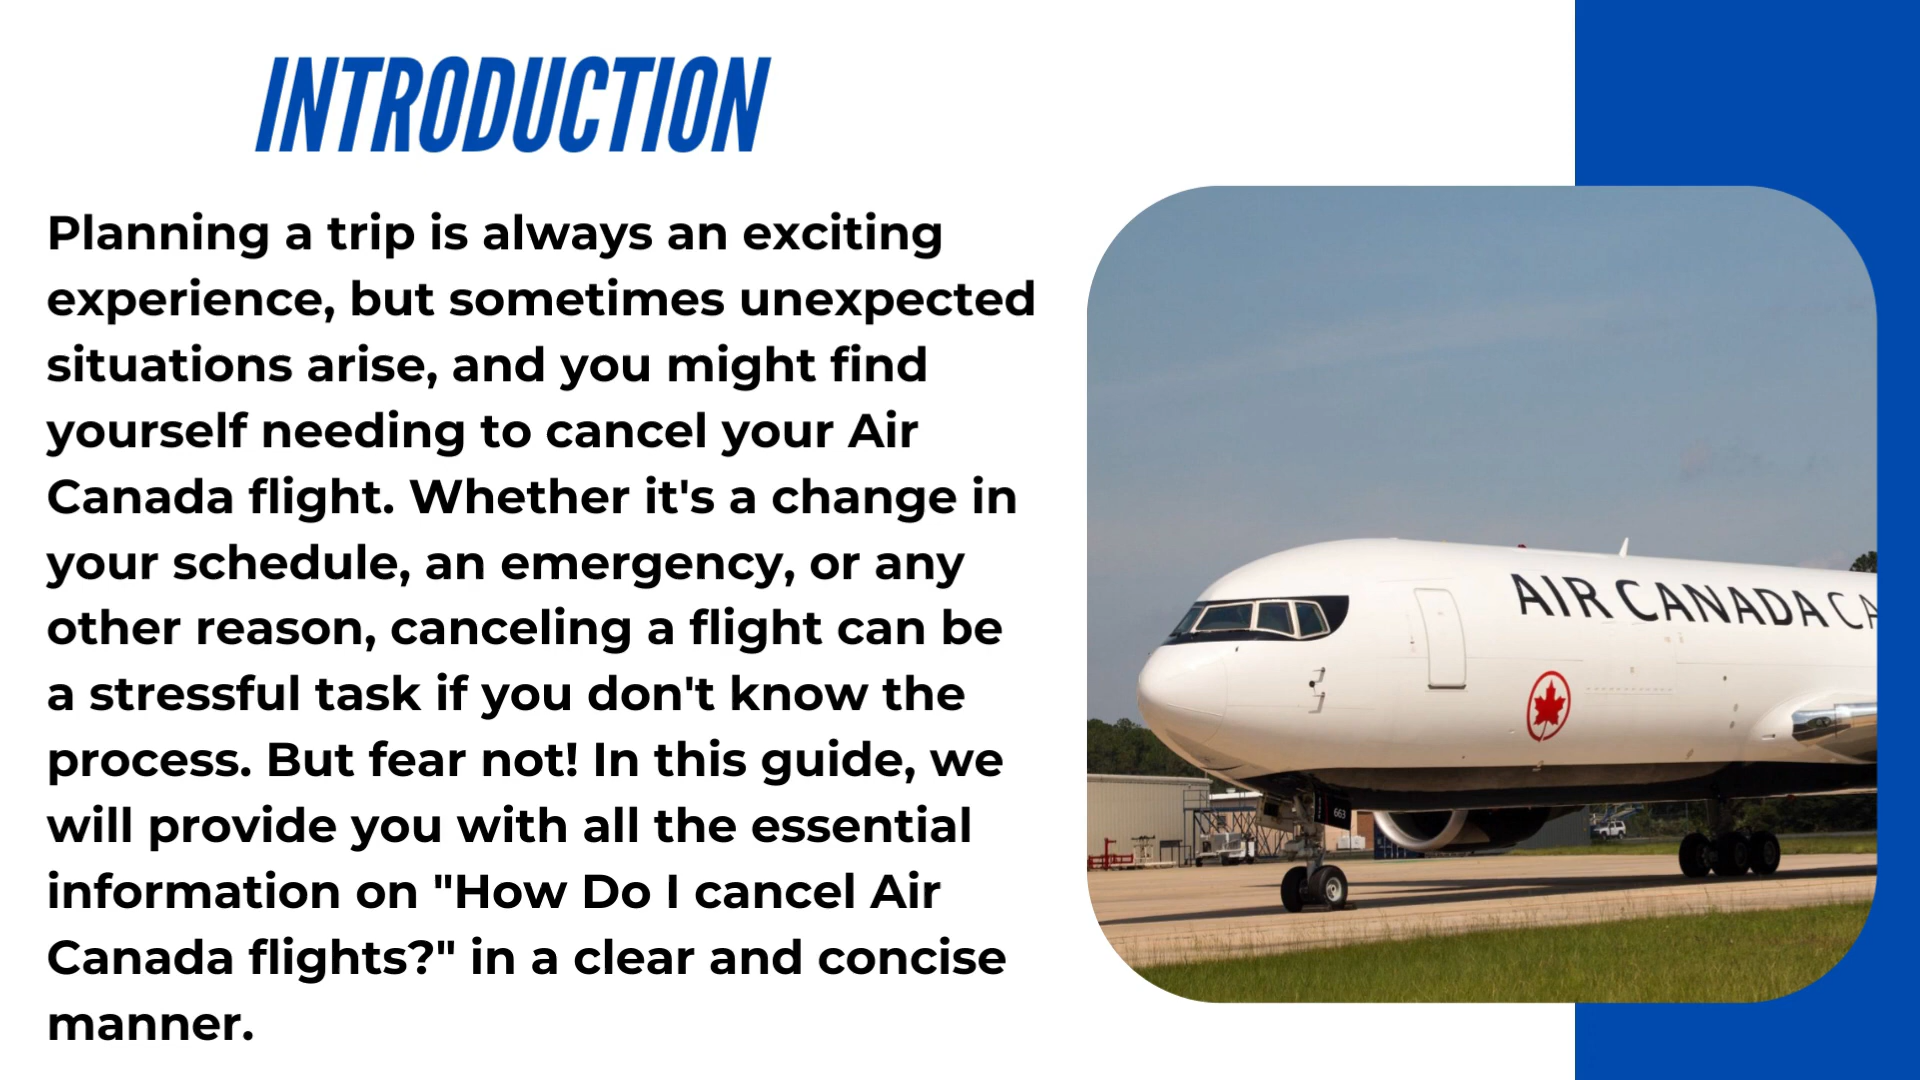 INTRODUCTION
Planning a trip is always an exciting
experience, but sometimes unexpected
situations arise, and you might find
yourself needing to cancel your Air
Canada flight. Whether it's a change in
your schedule, an emergency, or any
other reason, canceling a flight can be
a stressful task if you don't know the
process. But fear not! In this guide, we
will provide you with all the essential
information on "How Do I cancel Air
Canada flights?" in a clear and concise
manner.
AIR CANADA CA
663